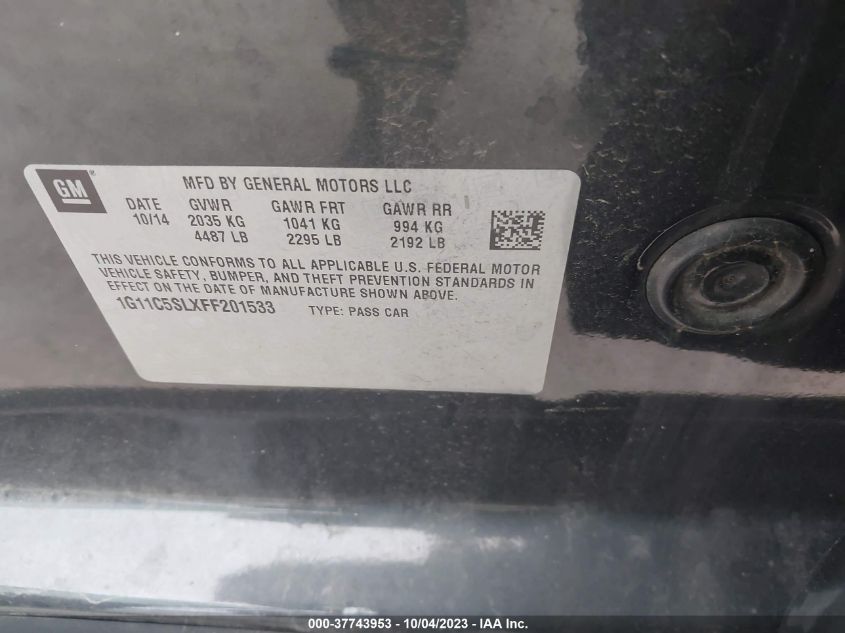 GM®
MFD BY GENERAL MOTORS LLC
DATE GVWR GAWR FRT GAWR RR
10/14 2035 KG 1041 KG 994 KG
4487 LB 2295 LB 2192 LB
THIS VEHICLE CONFORMS TO ALL APPLICABLE U.S. FEDERAL MOTOR
VEHICLE SAFETY, BUMPER, AND THEFT PREVENTION STANDARDS IN
EFFECT ON THE DATE OF MANUFACTURE SHOWN ABOVE.
1G11C5SLXFF201533 TYPE: PASS CAR
000-37743953 - 10/04/2023 - IAA Inc.